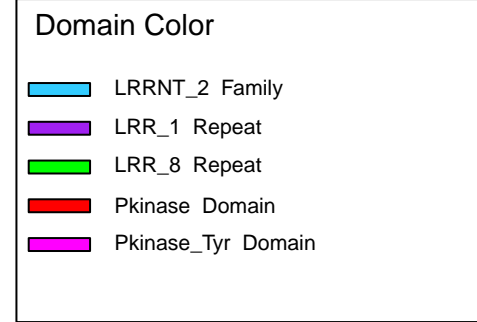 Domain Color
LRRNT_2 Family
LRR_1 Repeat
LRR_8 Repeat
Pkinase Domain
Pkinase_Tyr Domain